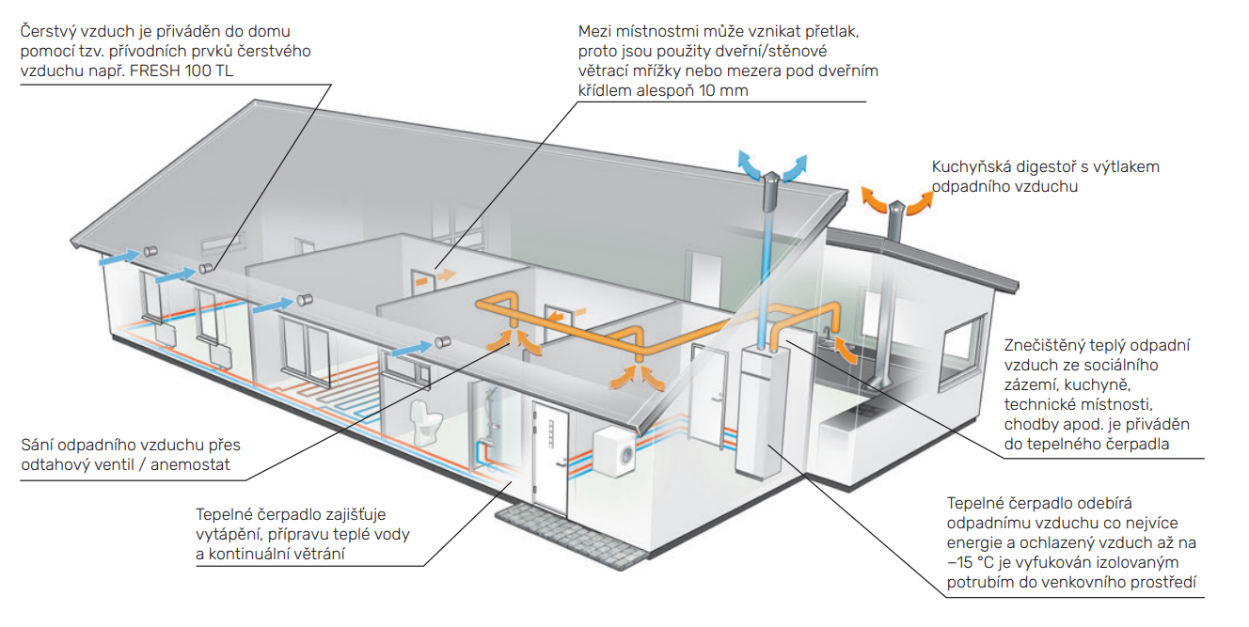 Čerstvý vzduch je přiváděn do domu
pomocí tzv. přívodních prvků čerstvého
vzduchu např. FRESH 100 TL
Mezi místnostmi může vznikat přetlak,
proto jsou použity dveřní/stěnové
větrací mřížky nebo mezera pod dveřním
křídlem alespoň 10 mm
Kuchyňská digestoř s výtlakem
odpadního vzduchu
Znečištěný teplý odpadní
vzduch ze sociálního
zázemí, kuchyně,
technické místnosti,
chodby apod. je přiváděn
do tepelného čerpadla
Sání odpadního vzduchu přes
odtahový ventil / anemostat
Tepelné čerpadlo zajišťuje
vytápění, přípravu teplé vody
a kontinuální větrání
Tepelné čerpadlo odebírá
odpadnímu vzduchu co nejvíce
energie a ochlazený vzduch až na
−15 °C je vyfukován izolovaným
potrubím do venkovního prostředí